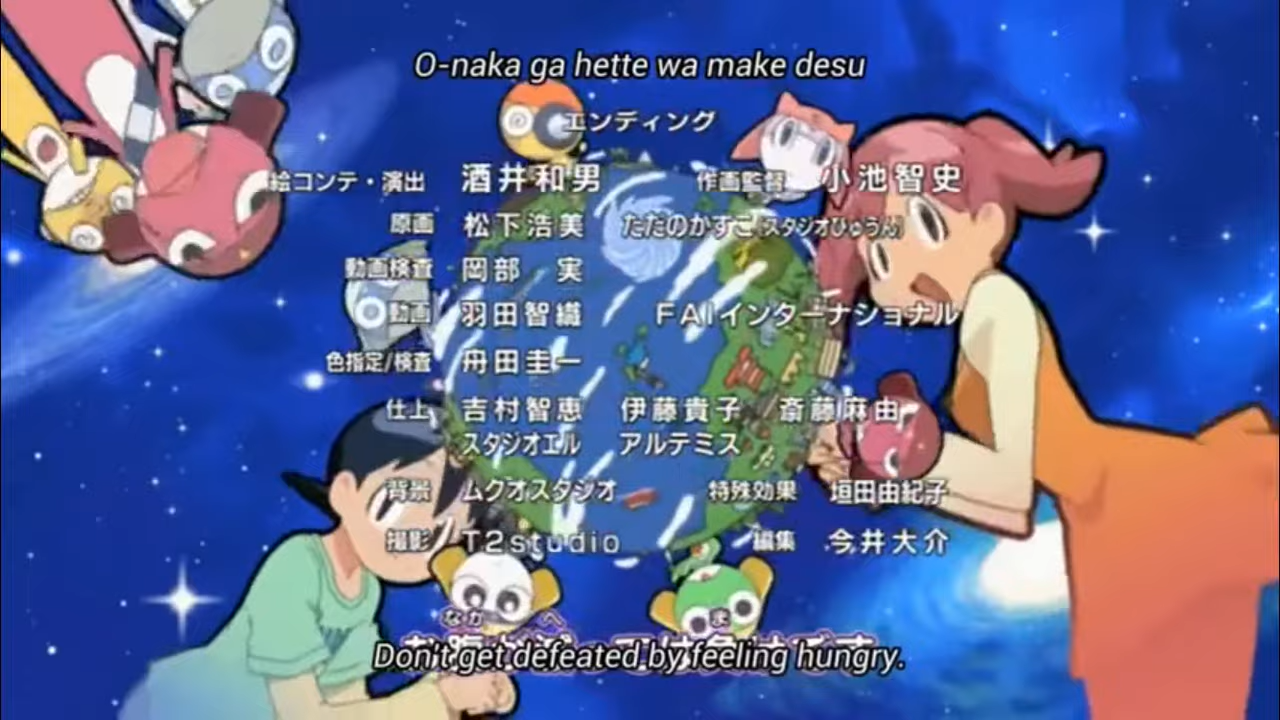 O-naka ga hette wa make desu
エンディング
絵コンテ・演出 酒井和男 作画監督 小池智史
原画 松下浩美 ただのかずこ(スタジオぴゅうん)
動画検査 岡部 実
動画 羽田智織 FAIインターナショナル
色指定/検査 舟田圭一
仕上 吉村智恵 伊藤貴子 斎藤麻由
スタジオエル アルテミス
背景 ムクオスタジオ 特殊効果 垣田由紀子
撮影 T2studio 編集 今井大介
なか へ ま
Don't get defeated by feeling hungry.